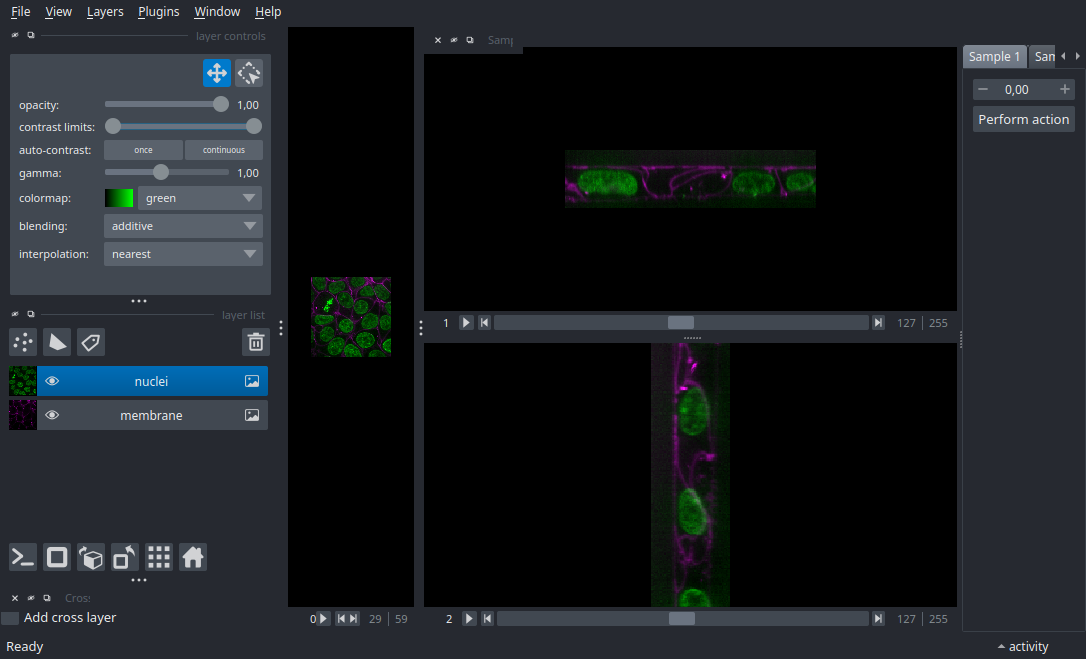 File View Layers Plugins Window Help
layer controls
opacity: 1,00
contrast limits:
auto-contrast: once continuous
gamma: 1,00
colormap: green
blending: additive
interpolation: nearest
layer list
nuclei
membrane
Cros
Add cross layer
Ready
0 29 59
Samp
1 127 255
2 127 255
Sample 1 Sam
0,00
Perform action
activity